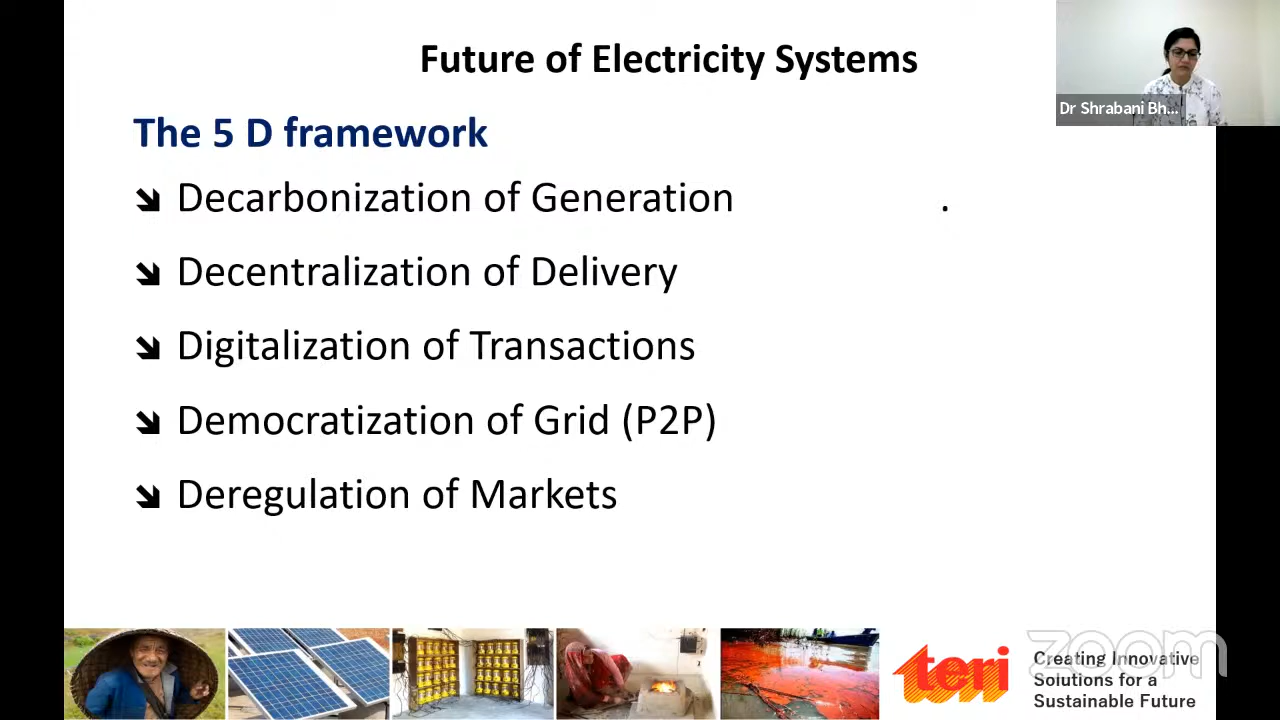 Future of Electricity Systems
Dr Shrabani Bh...
The 5 D framework
Decarbonization of Generation
.
Decentralization of Delivery
Digitalization of Transactions
Democratization of Grid (P2P)
Deregulation of Markets
teri
zoom
Creating Innovative
Solutions for a
Sustainable Future